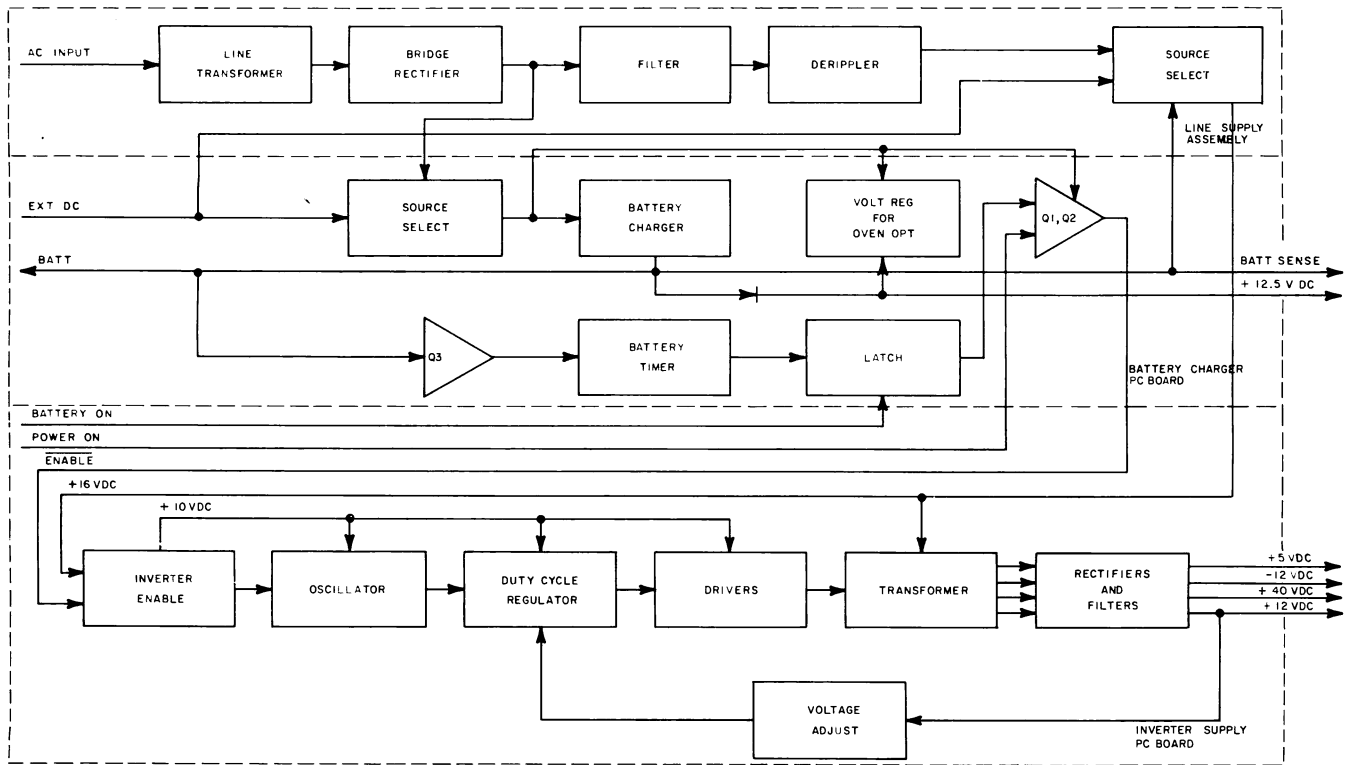 AC INPUT
LINE
TRANSFORMER
BRIDGE
RECTIFIER
FILTER
DERIPPLER
SOURCE
SELECT
LINE SUPPLY
ASSEMBLY
EXT DC
SOURCE
SELECT
BATTERY
CHARGER
VOLT REG
FOR
OVEN OPT
Q1, Q2
BATT
BATT SENSE
+ 12.5 V DC
Q3
BATTERY
TIMER
LATCH
BATTERY CHARGER
PC BOARD
BATTERY ON
POWER ON
ENABLE
+16 VDC
+ 10 VDC
INVERTER
ENABLE
OSCILLATOR
DUTY CYCLE
REGULATOR
DRIVERS
TRANSFORMER
RECTIFIERS
AND
FILTERS
+5 VDC
-12 VDC
+ 40 VDC
+ 12 VDC
VOLTAGE
ADJUST
INVERTER SUPPLY
PC BOARD